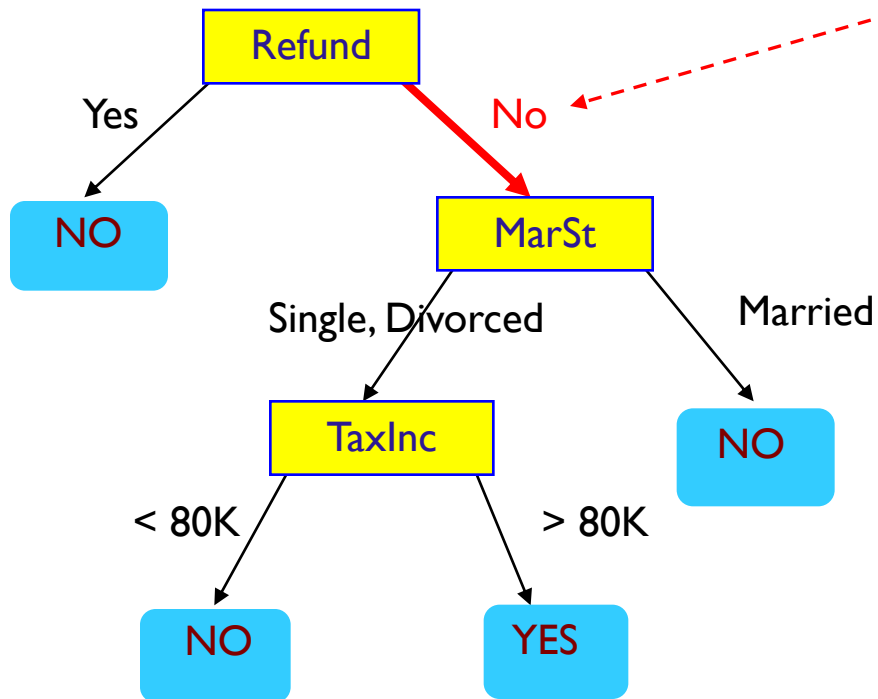 Refund
Yes
No
NO
MarSt
Single, Divorced
Married
TaxInc
NO
< 80K
> 80K
NO
YES